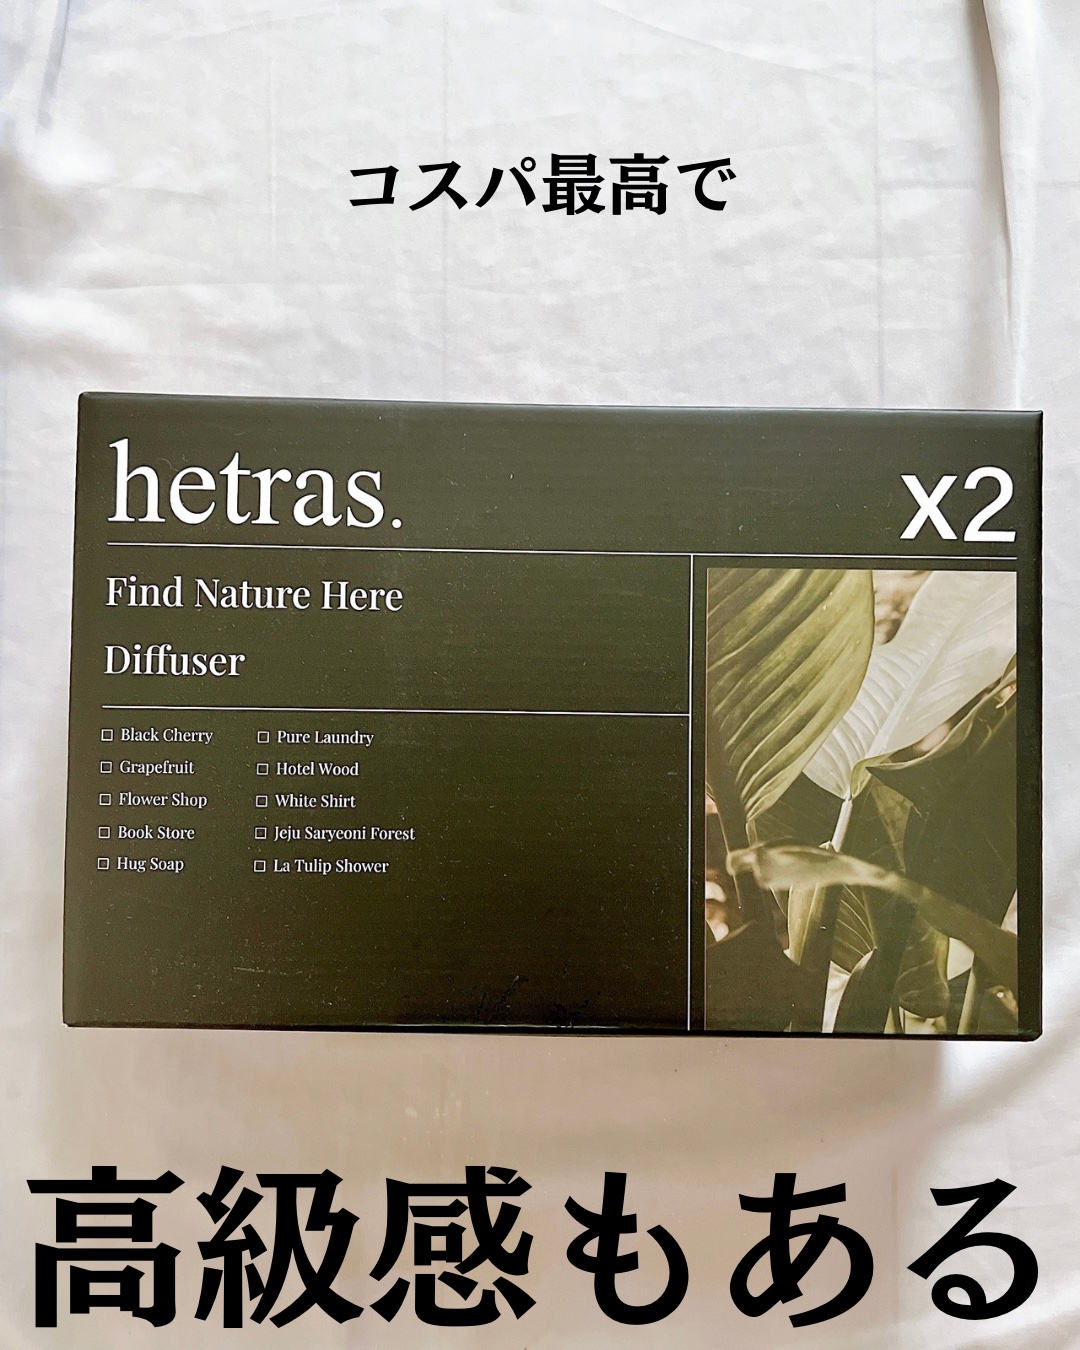 コスパ最高で
hetras.
x2
Find Nature Here
Diffuser
☐ Black Cherry
☐ Grapefruit
☐ Flower Shop
☐ Book Store
☐ Hug Soap
☐ Pure Laundry
☐ Hotel Wood
☐ White Shirt
☐ Jeju Saryeoni Forest
☐ La Tulip Shower
高級感もある